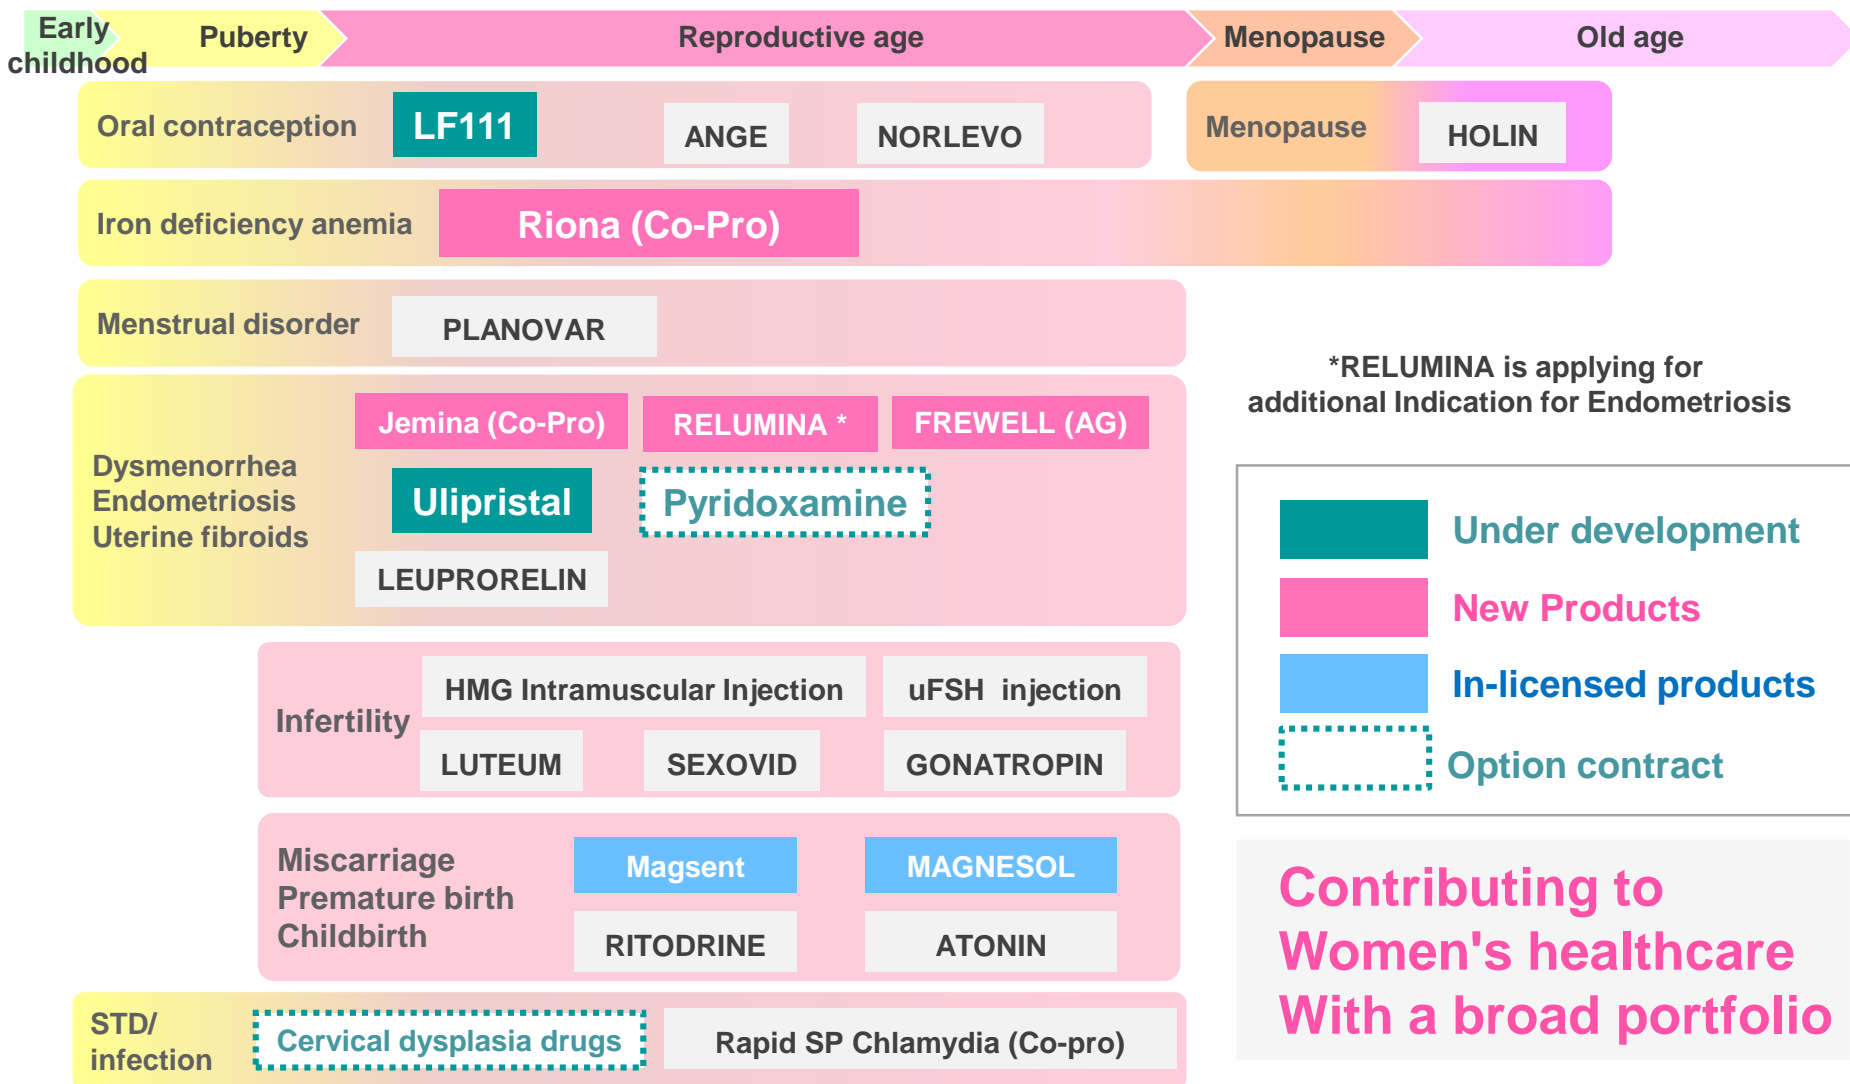 Early
childhood
Puberty
Reproductive age
Menopause
Old age
Oral contraception
LF111
ANGE
NORLEVO
Menopause
HOLIN
Iron deficiency anemia
Riona (Co-Pro)
Menstrual disorder
PLANOVAR
*RELUMINA is applying for
additional Indication for Endometriosis
Dysmenorrhea
Endometriosis
Uterine fibroids
Jemina (Co-Pro)
RELUMINA *
FREWELL (AG)
Ulipristal
Pyridoxamine
LEUPRORELIN
Under development
New Products
In-licensed products
Option contract
Infertility
HMG Intramuscular Injection
uFSH  injection
LUTEUM
SEXOVID
GONATROPIN
Miscarriage
Premature birth
Childbirth
Magsent
MAGNESOL
RITODRINE
ATONIN
Contributing to
Women's healthcare
With a broad portfolio
STD/
infection
Cervical dysplasia drugs
Rapid SP Chlamydia (Co-pro)